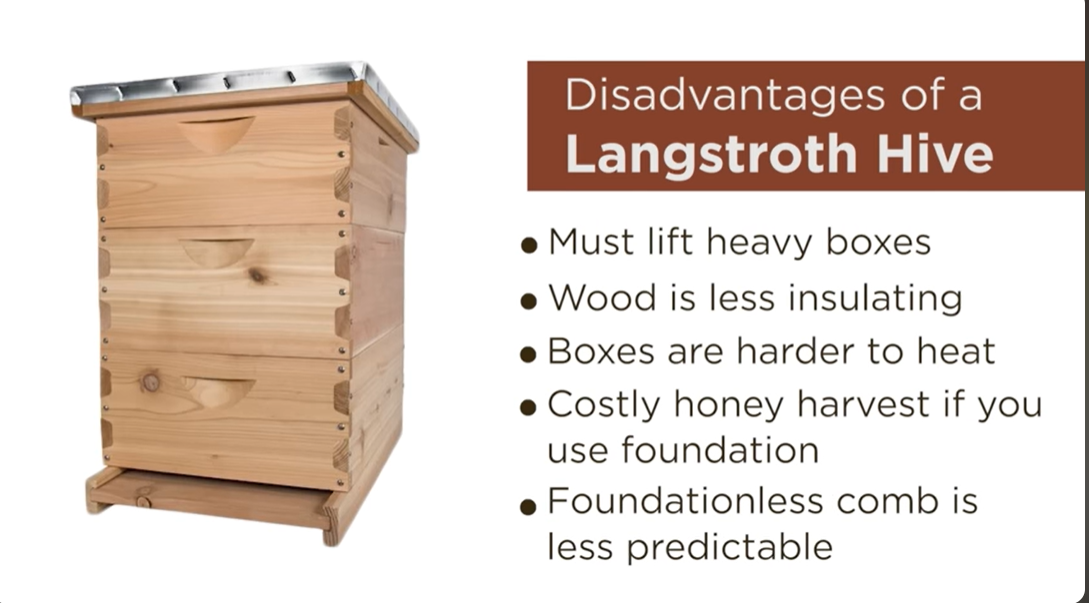 Disadvantages of a
Langstroth Hive
• Must lift heavy boxes
• Wood is less insulating
• Boxes are harder to heat
• Costly honey harvest if you
use foundation
• Foundationless comb is
less predictable